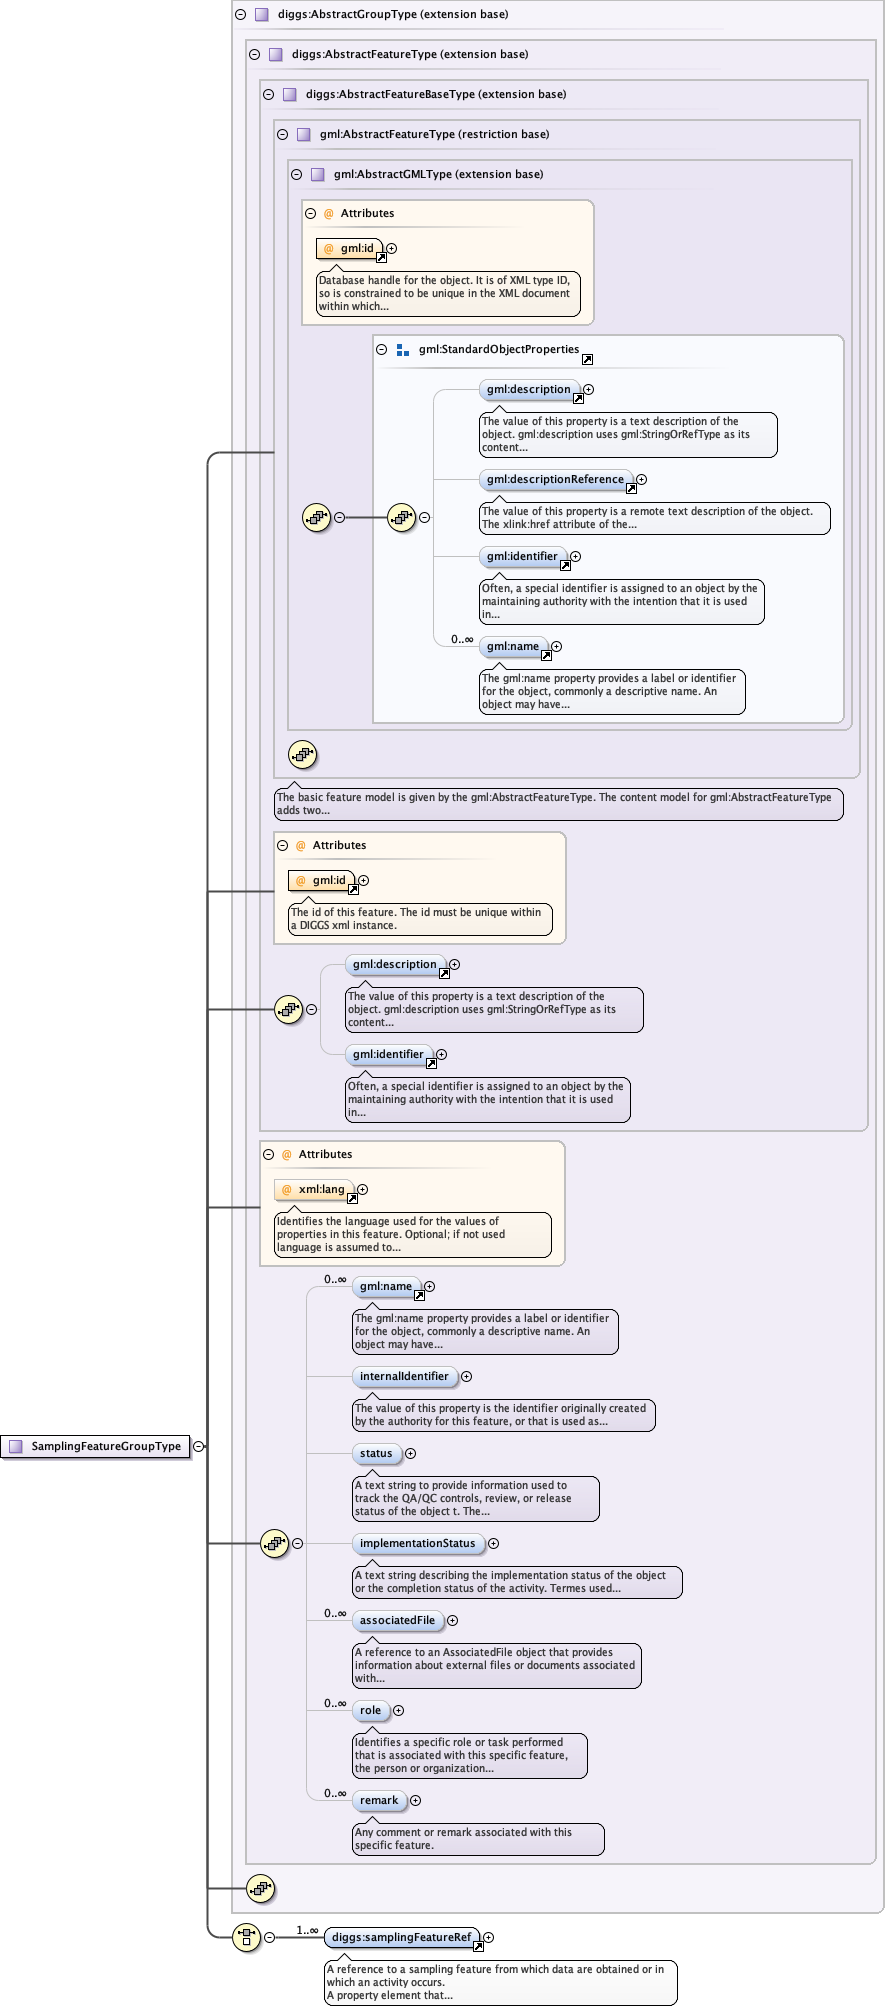 diggs:AbstractGroupType (extension base)
diggs:AbstractFeatureType (extension base)
diggs:AbstractFeatureBaseType (extension base)
gml:AbstractFeatureType (restriction base)
gml:AbstractGMLType (extension base)
@ Attributes
@ gml:id
Database handle for the object. It is of XML type ID,
so is constrained to be unique in the XML document
within which...
gml:StandardObjectProperties
gml:description
The value of this property is a text description of the
object. gml:description uses gml:StringOrRefType as its
content...
gml:descriptionReference
The value of this property is a remote text description of the object.
The xlink:href attribute of the...
gml:identifier
Often, a special identifier is assigned to an object by the
maintaining authority with the intention that it is used
in...
0..∞
gml:name
The gml:name property provides a label or identifier
for the object, commonly a descriptive name. An
object may have...
The basic feature model is given by the gml:AbstractFeatureType. The content model for gml:AbstractFeatureType
adds two...
@ Attributes
@ gml:id
The id of this feature. The id must be unique within
a DIGGS xml instance.
gml:description
The value of this property is a text description of the
object. gml:description uses gml:StringOrRefType as its
content...
gml:identifier
Often, a special identifier is assigned to an object by the
maintaining authority with the intention that it is used
in...
@ Attributes
@ xml:lang
Identifies the language used for the values of
properties in this feature. Optional; if not used
language is assumed to...
0..∞
gml:name
The gml:name property provides a label or identifier
for the object, commonly a descriptive name. An
object may have...
internalIdentifier
The value of this property is the identifier originally created
by the authority for this feature, or that is used as...
SamplingFeatureGroupType
status
A text string to provide information used to
track the QA/QC controls, review, or release
status of the object t. The...
implementationStatus
A text string describing the implementation status of the object
or the completion status of the activity. Termes used...
0..∞
associatedFile
A reference to an AssociatedFile object that provides
information about external files or documents associated
with...
0..∞
role
Identifies a specific role or task performed
that is associated with this specific feature,
the person or organization...
0..∞
remark
Any comment or remark associated with this
specific feature.
1..∞
diggs:samplingFeatureRef
A reference to a sampling feature from which data are obtained or in
which an activity occurs.
A property element that...